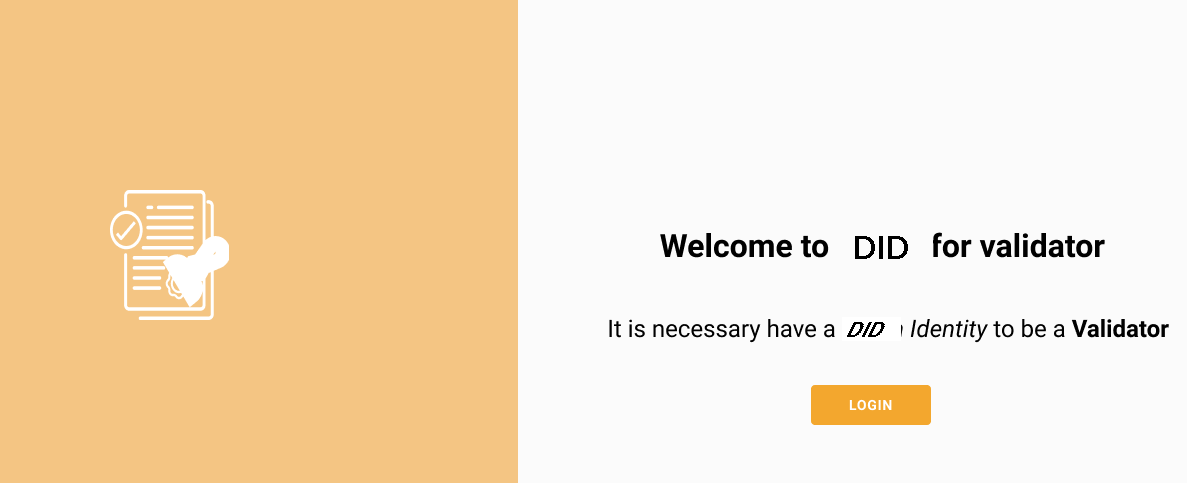 Welcome to DID for validator
It is necessary have a DID Identity to be a Validator
LOGIN